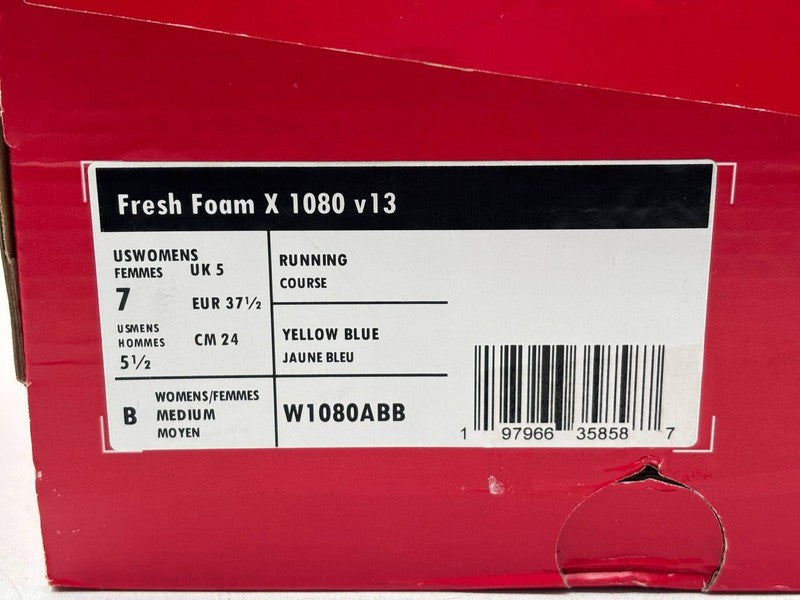 Fresh Foam X 1080 v13
USWOMENS
FEMMES
7
UK 5
EUR 37½
USMENS
HOMMES
5½
CM 24
RUNNING
COURSE
YELLOW BLUE
JAUNE BLEU
B
WOMENS/FEMMES
MEDIUM
MOYEN
W1080ABB
1 97966 35858 7